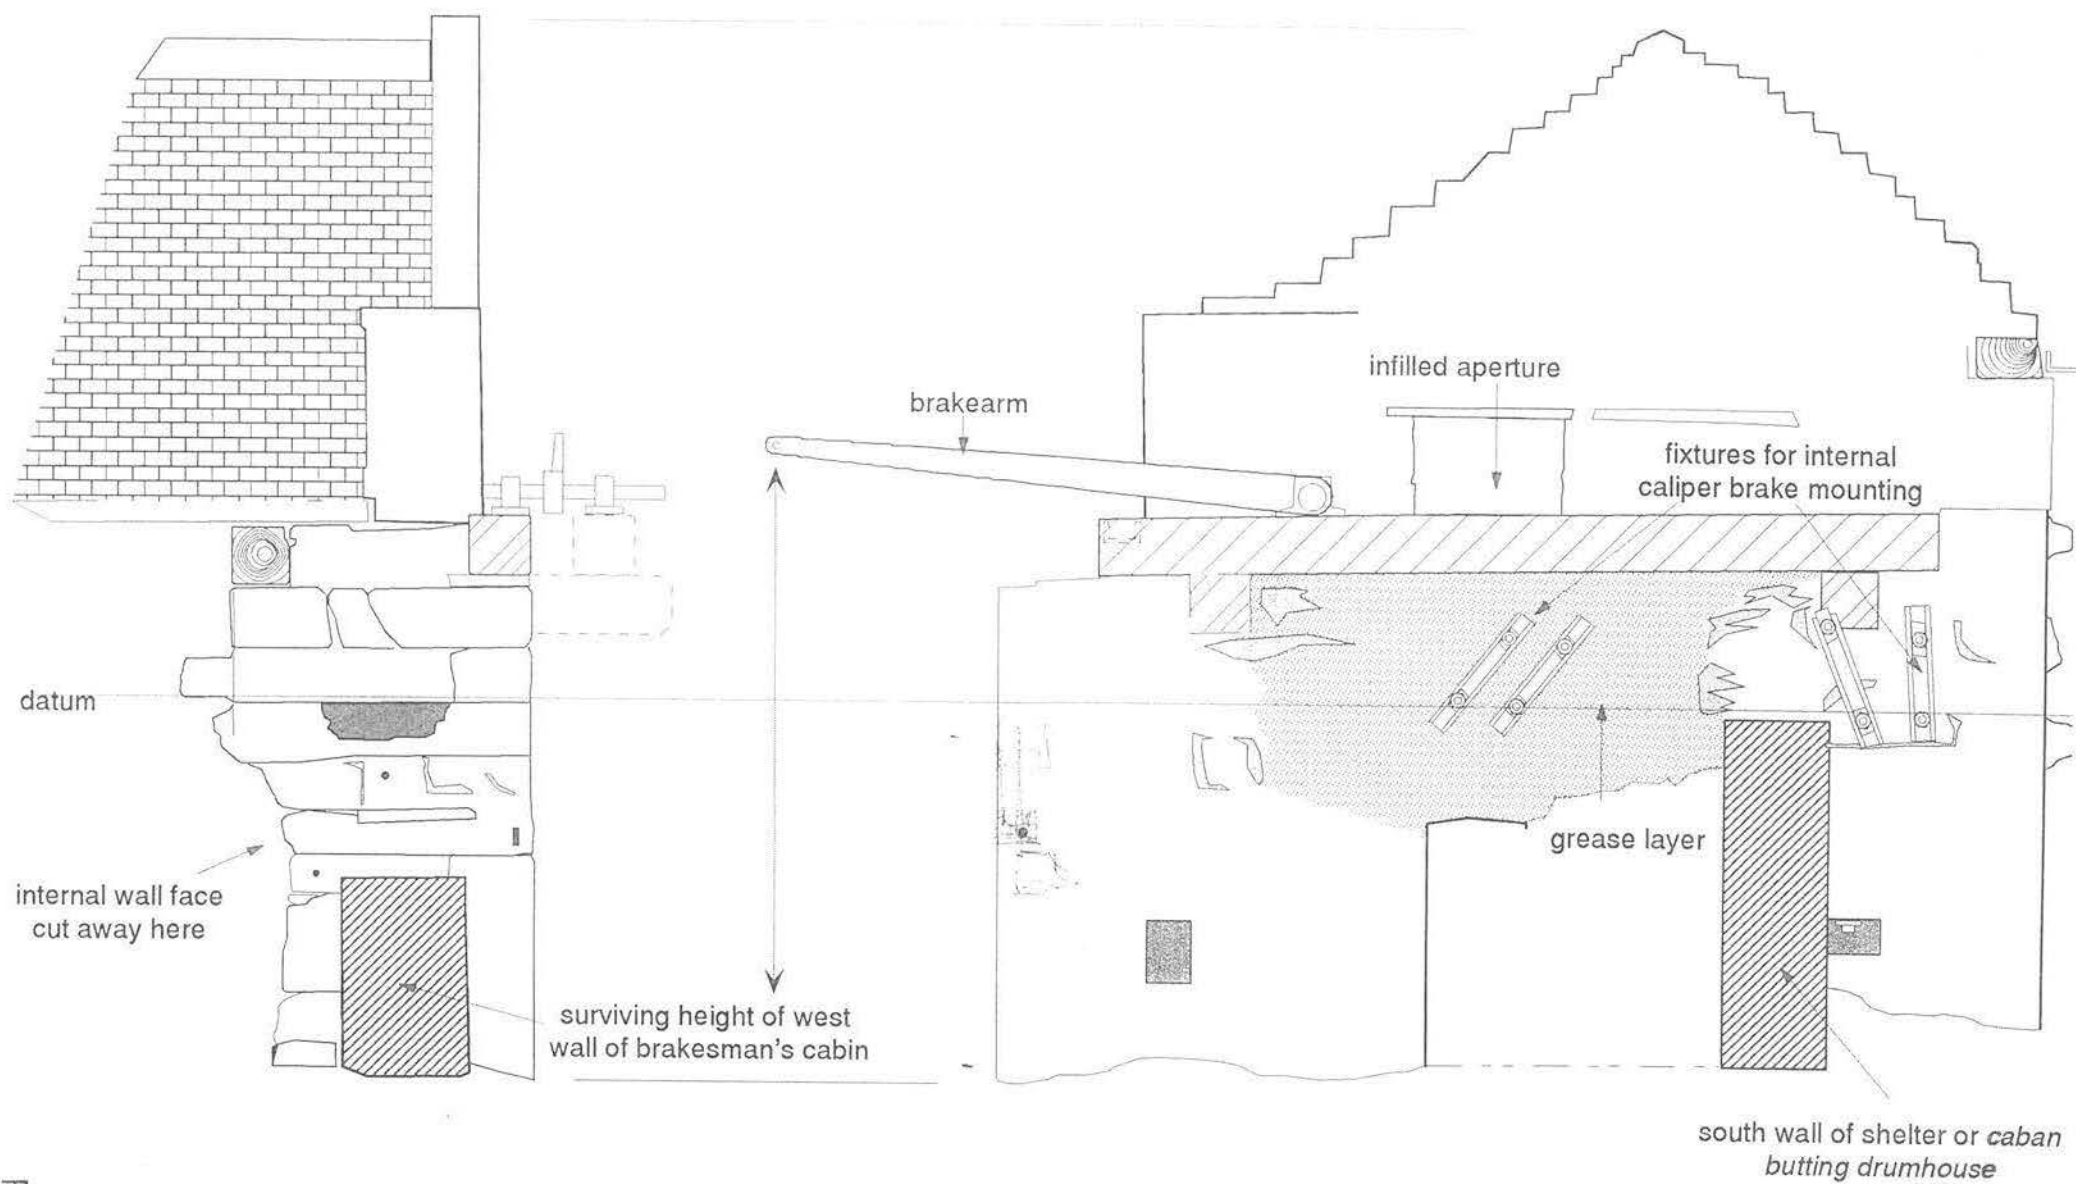 infilled aperture
brakearm
fixtures for internal
caliper brake mounting
datum
grease layer
internal wall face
cut away here
surviving height of west
wall of brakesman's cabin
south wall of shelter or caban
butting drumhouse